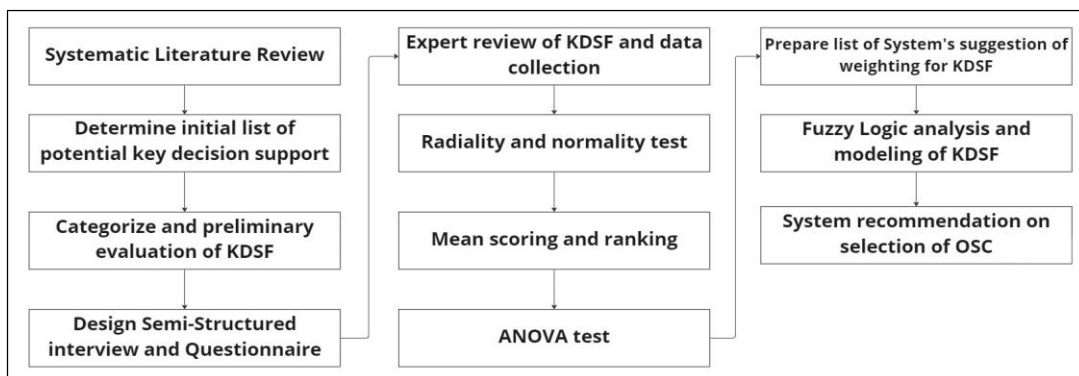 Systematic Literature Review
Determine initial list of
potential key decision support
Categorize and preliminary
evaluation of KDSF
Design Semi-Structured
interview and Questionnaire
Expert review of KDSF and data
collection
Radiality and normality test
Mean scoring and ranking
ANOVA test
Prepare list of System's suggestion of
weighting for KDSF
Fuzzy Logic analysis and
modeling of KDSF
System recommendation on
selection of OSC